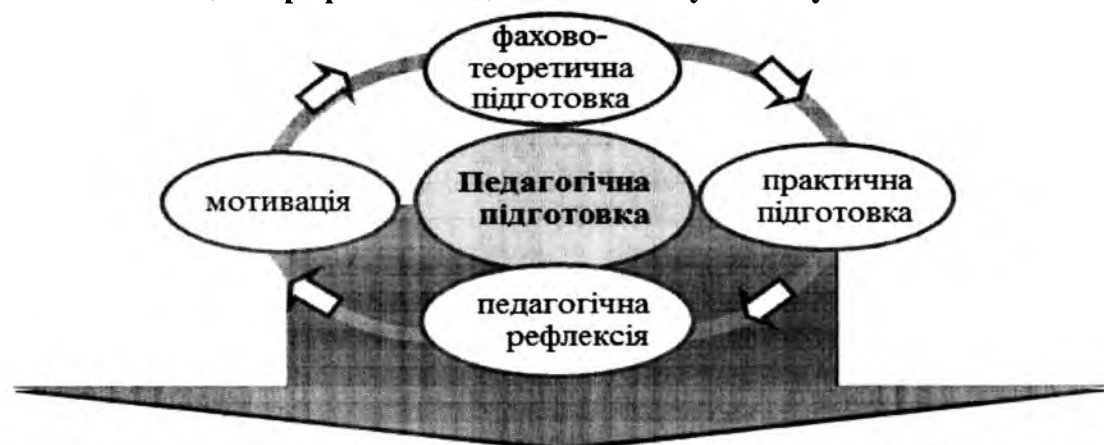 фахово-
теоретична
підготовка
мотивація
Педагогічна
підготовка
практична
підготовка
педагогічна
рефлексія